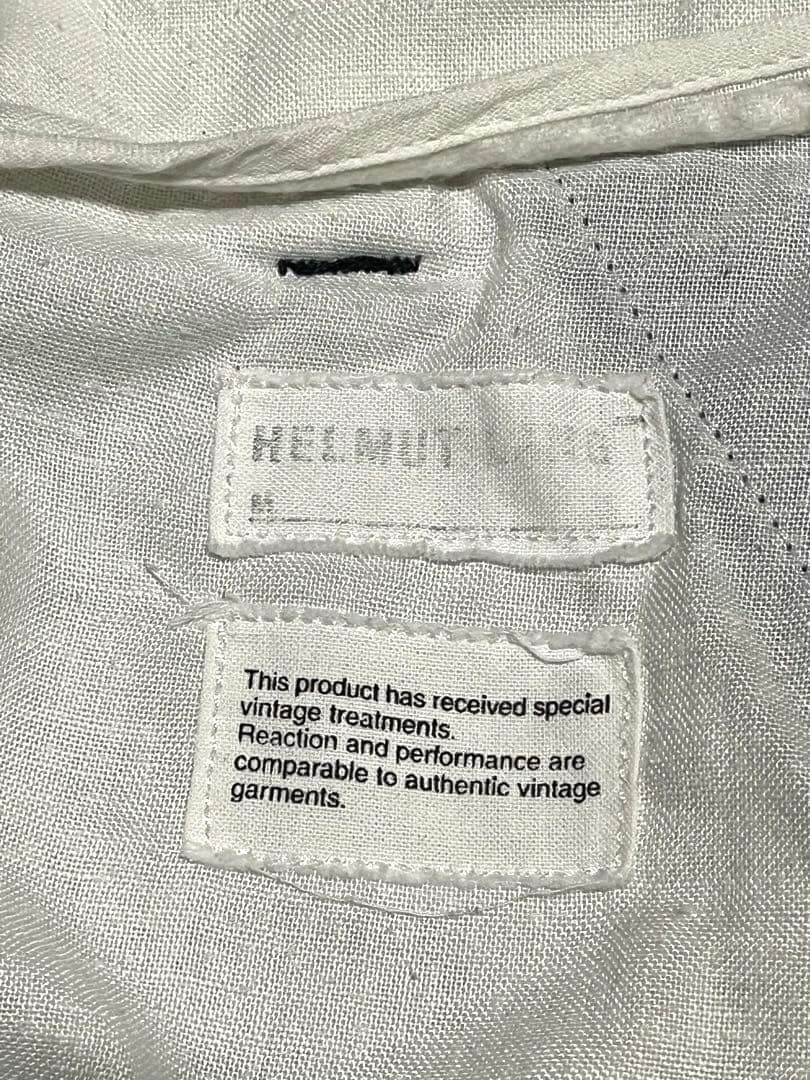 HELMUT
This product has received special
vintage treatments.
Reaction and performance are
comparable to authentic vintage
garments.